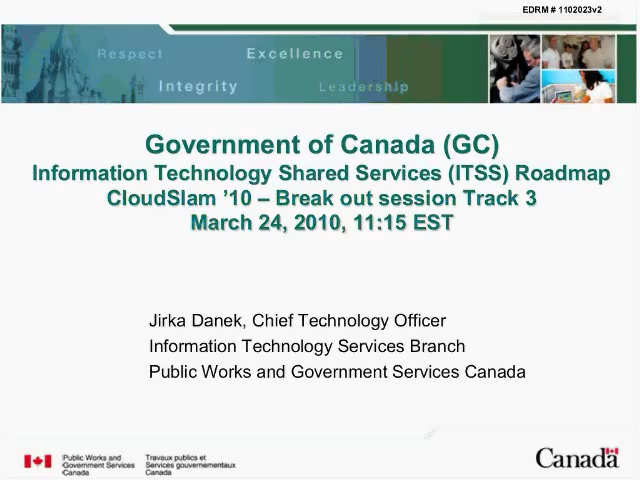 EDRM # 1102023v2
Respect
Excellence
Integrity
Leadership
Government of Canada (GC)
Information Technology Shared Services (ITSS) Roadmap
CloudSlam ’10 – Break out session Track 3
March 24, 2010, 11:15 EST
Jirka Danek, Chief Technology Officer
Information Technology Services Branch
Public Works and Government Services Canada
Public Works and
Government Services
Canada
Travaux publics et
Services gouvernementaux
Canada
Canada